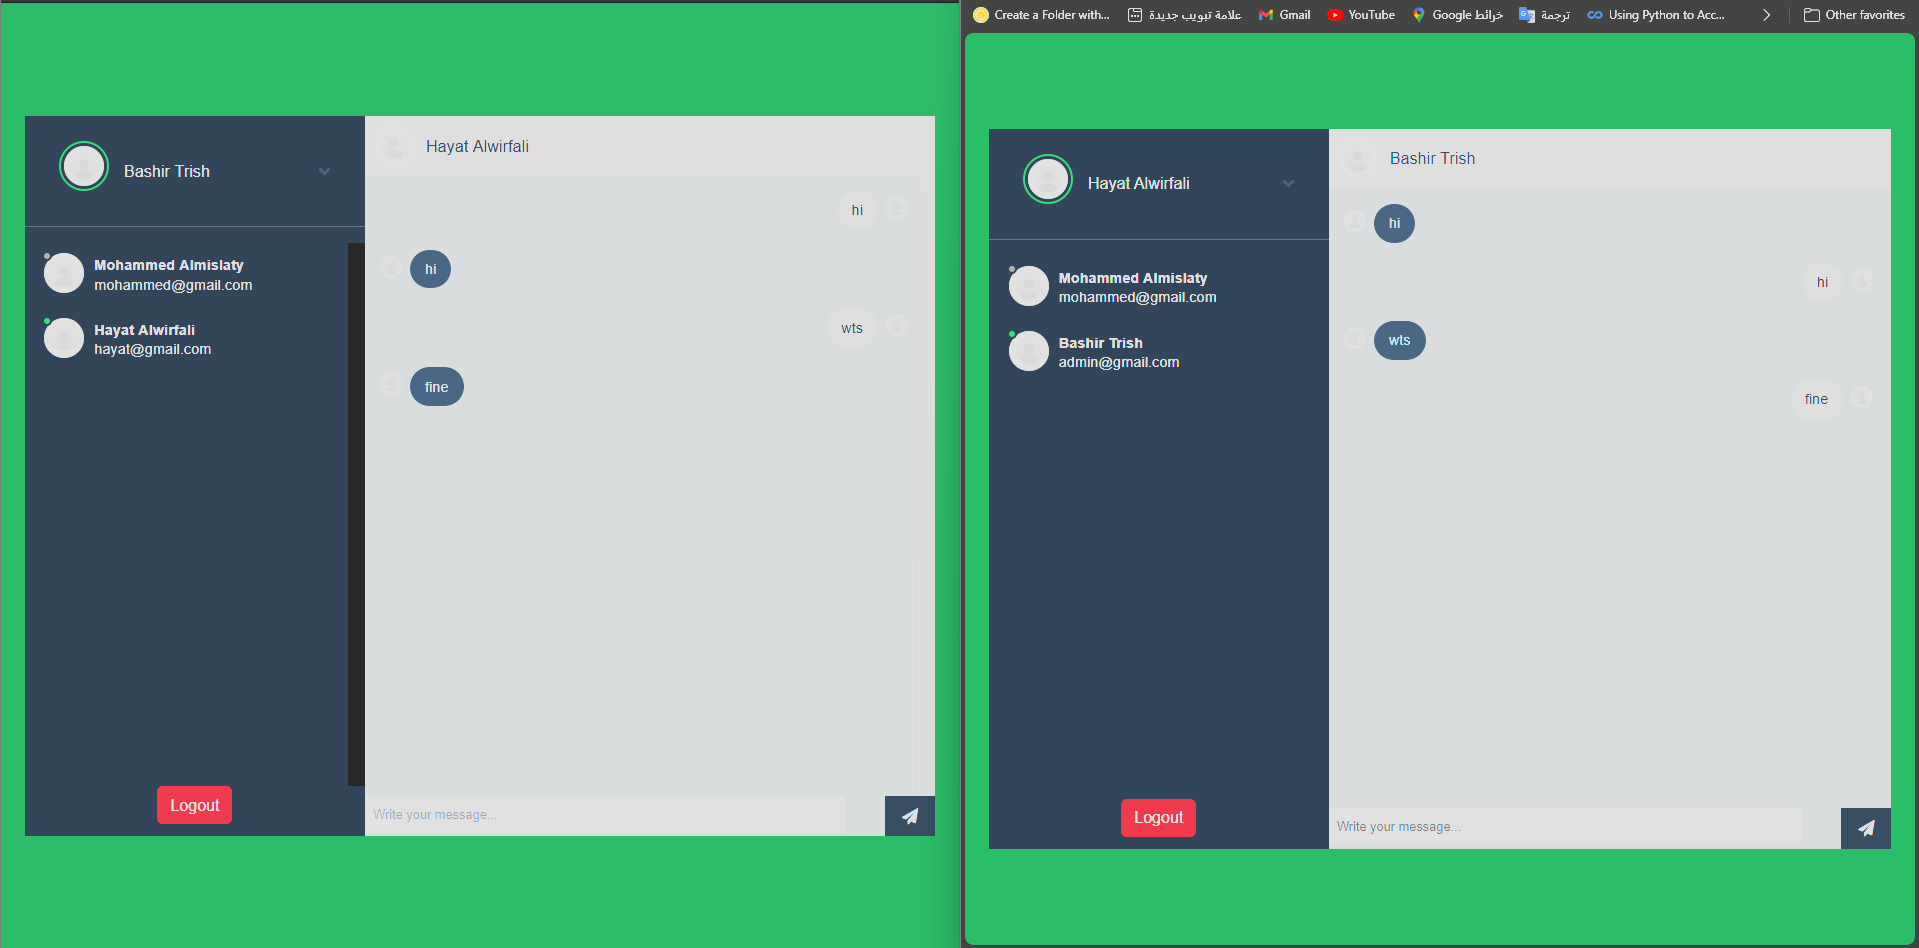 Create a Folder with...
علامة تبويب جديدة
Gmail
YouTube
خرائط Google
ترجمة
Using Python to Acc...
Other favorites
Bashir Trish
Mohammed Almislaty
mohammed@gmail.com
Hayat Alwirfali
hayat@gmail.com
Logout
Hayat Alwirfali
hi
hi
wts
fine
Write your message...
Hayat Alwirfali
Mohammed Almislaty
mohammed@gmail.com
Bashir Trish
admin@gmail.com
Logout
Bashir Trish
hi
hi
wts
fine
Write your message...